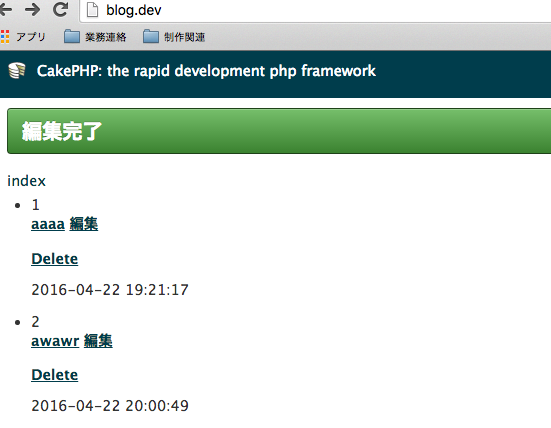 blog.dev
アプリ 業務連絡 制作関連
CakePHP: the rapid development php framework
編集完了
index
1
aaaa 編集
Delete
2016-04-22 19:21:17
2
awawr 編集
Delete
2016-04-22 20:00:49